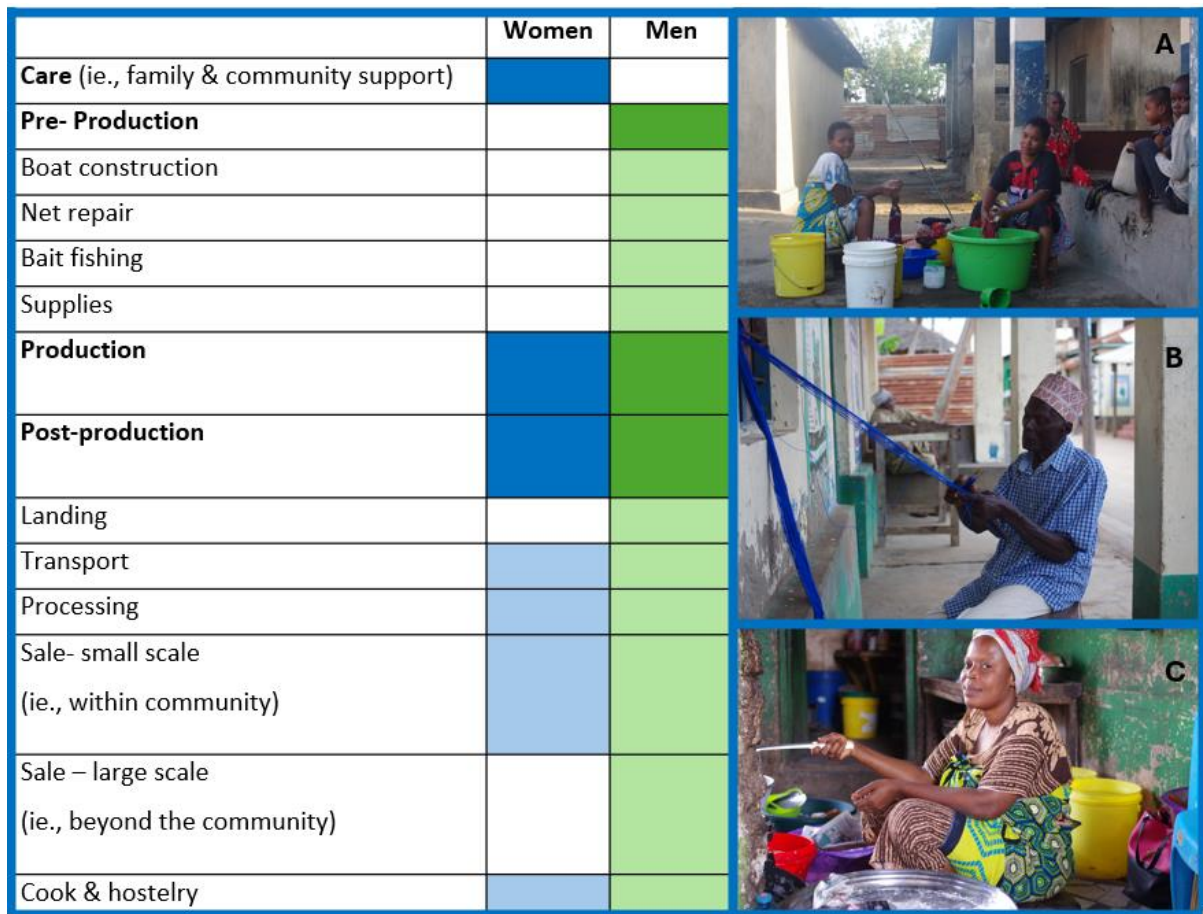 Women Men
Care (ie., family & community support)
Pre- Production
Boat construction
Net repair
Bait fishing
Supplies
Production
Post-production
Landing
Transport
Processing
Sale- small scale
(ie., within community)
Sale – large scale
(ie., beyond the community)
Cook & hostelry
A
B
C